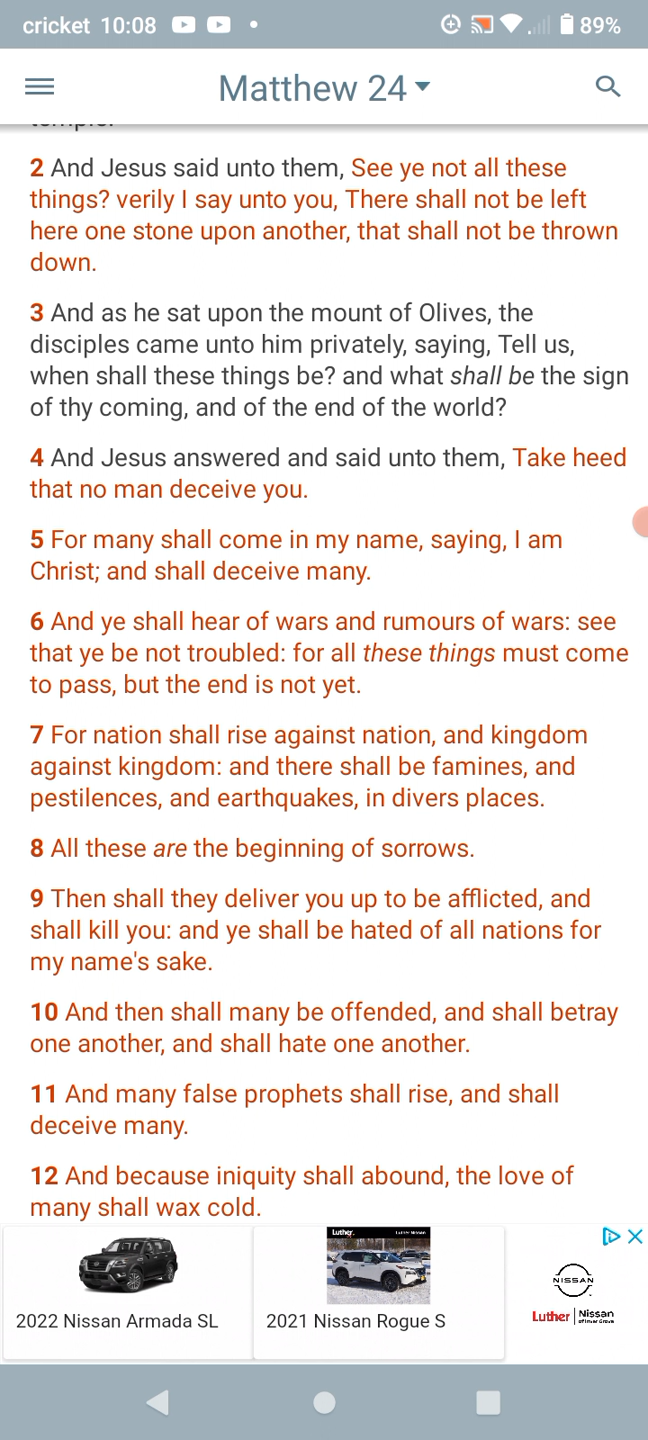 cricket 10:08
89%
Matthew 24
2 And Jesus said unto them, See ye not all these
things? verily I say unto you, There shall not be left
here one stone upon another, that shall not be thrown
down.
3 And as he sat upon the mount of Olives, the
disciples came unto him privately, saying, Tell us,
when shall these things be? and what shall be the sign
of thy coming, and of the end of the world?
4 And Jesus answered and said unto them, Take heed
that no man deceive you.
5 For many shall come in my name, saying, I am
Christ; and shall deceive many.
6 And ye shall hear of wars and rumours of wars: see
that ye be not troubled: for all these things must come
to pass, but the end is not yet.
7 For nation shall rise against nation, and kingdom
against kingdom: and there shall be famines, and
pestilences, and earthquakes, in divers places.
8 All these are the beginning of sorrows.
9 Then shall they deliver you up to be afflicted, and
shall kill you: and ye shall be hated of all nations for
my name's sake.
10 And then shall many be offended, and shall betray
one another, and shall hate one another.
11 And many false prophets shall rise, and shall
deceive many.
12 And because iniquity shall abound, the love of
many shall wax cold.
Luther.
2022 Nissan Armada SL
2021 Nissan Rogue S
NISSAN
Luther Nissan
of Inver Grove